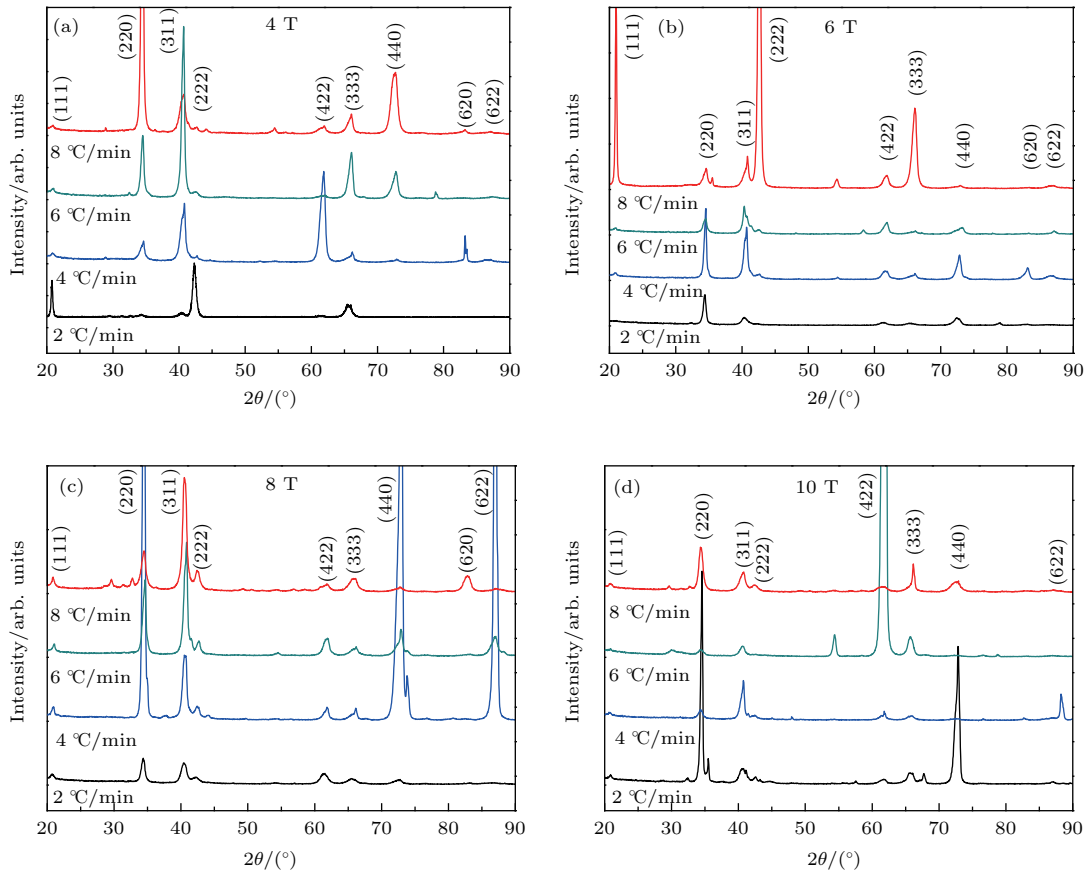 (a)
4 T
(111)
(220)
(311)
(222)
(422)
(333)
(440)
(620)
(622)
8 ℃/min
6 ℃/min
4 ℃/min
2 ℃/min
Intensity/arb. units
20 30 40 50 60 70 80 90
2θ/(°)
(b)
6 T
(111)
(220)
(311)
(222)
(422)
(333)
(440)
(620)
(622)
8 ℃/min
6 ℃/min
4 ℃/min
2 ℃/min
Intensity/arb. units
20 30 40 50 60 70 80 90
2θ/(°)
(c)
8 T
(111)
(220)
(311)
(222)
(422)
(333)
(440)
(620)
(622)
8 ℃/min
6 ℃/min
4 ℃/min
2 ℃/min
Intensity/arb. units
20 30 40 50 60 70 80 90
2θ/(°)
(d)
10 T
(111)
(220)
(311)
(222)
(422)
(333)
(440)
(622)
8 ℃/min
6 ℃/min
4 ℃/min
2 ℃/min
Intensity/arb. units
20 30 40 50 60 70 80 90
2θ/(°)